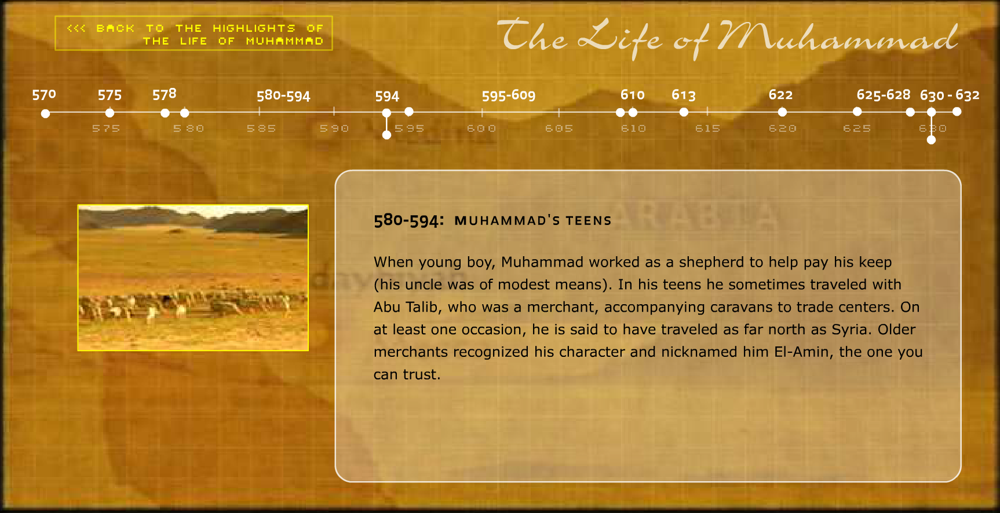 <<< BACK TO THE HIGHLIGHTS OF
THE LIFE OF MUHAMMAD
The Life of Muhammad
570 575 578 580-594 594 595-609 610 613 622 625-628 630 - 632
575 580 585 590 595 600 605 610 615 620 625 630
ARABIA
580-594: MUHAMMAD'S TEENS
When young boy, Muhammad worked as a shepherd to help pay his keep
(his uncle was of modest means). In his teens he sometimes traveled with
Abu Talib, who was a merchant, accompanying caravans to trade centers. On
at least one occasion, he is said to have traveled as far north as Syria. Older
merchants recognized his character and nicknamed him El-Amin, the one you
can trust.